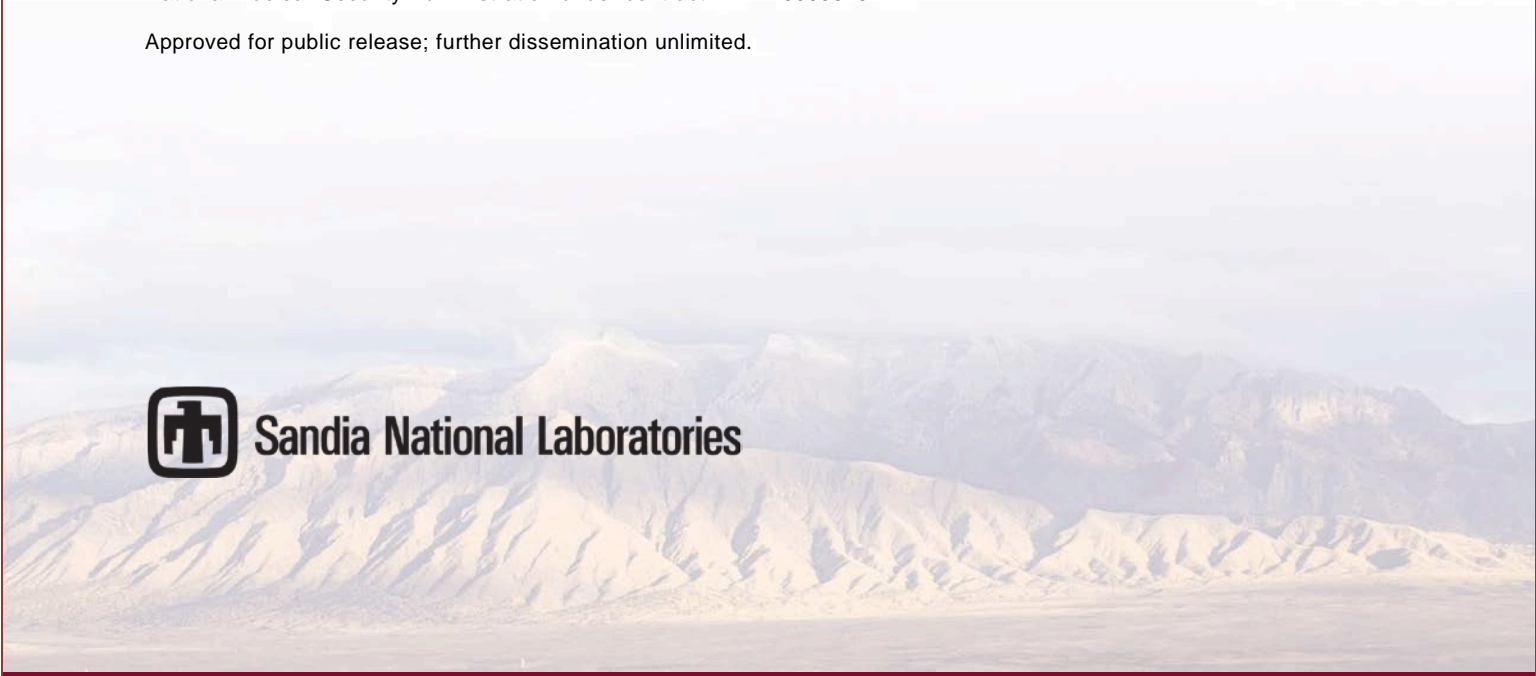 Approved for public release; further dissemination unlimited.
Sandia National Laboratories